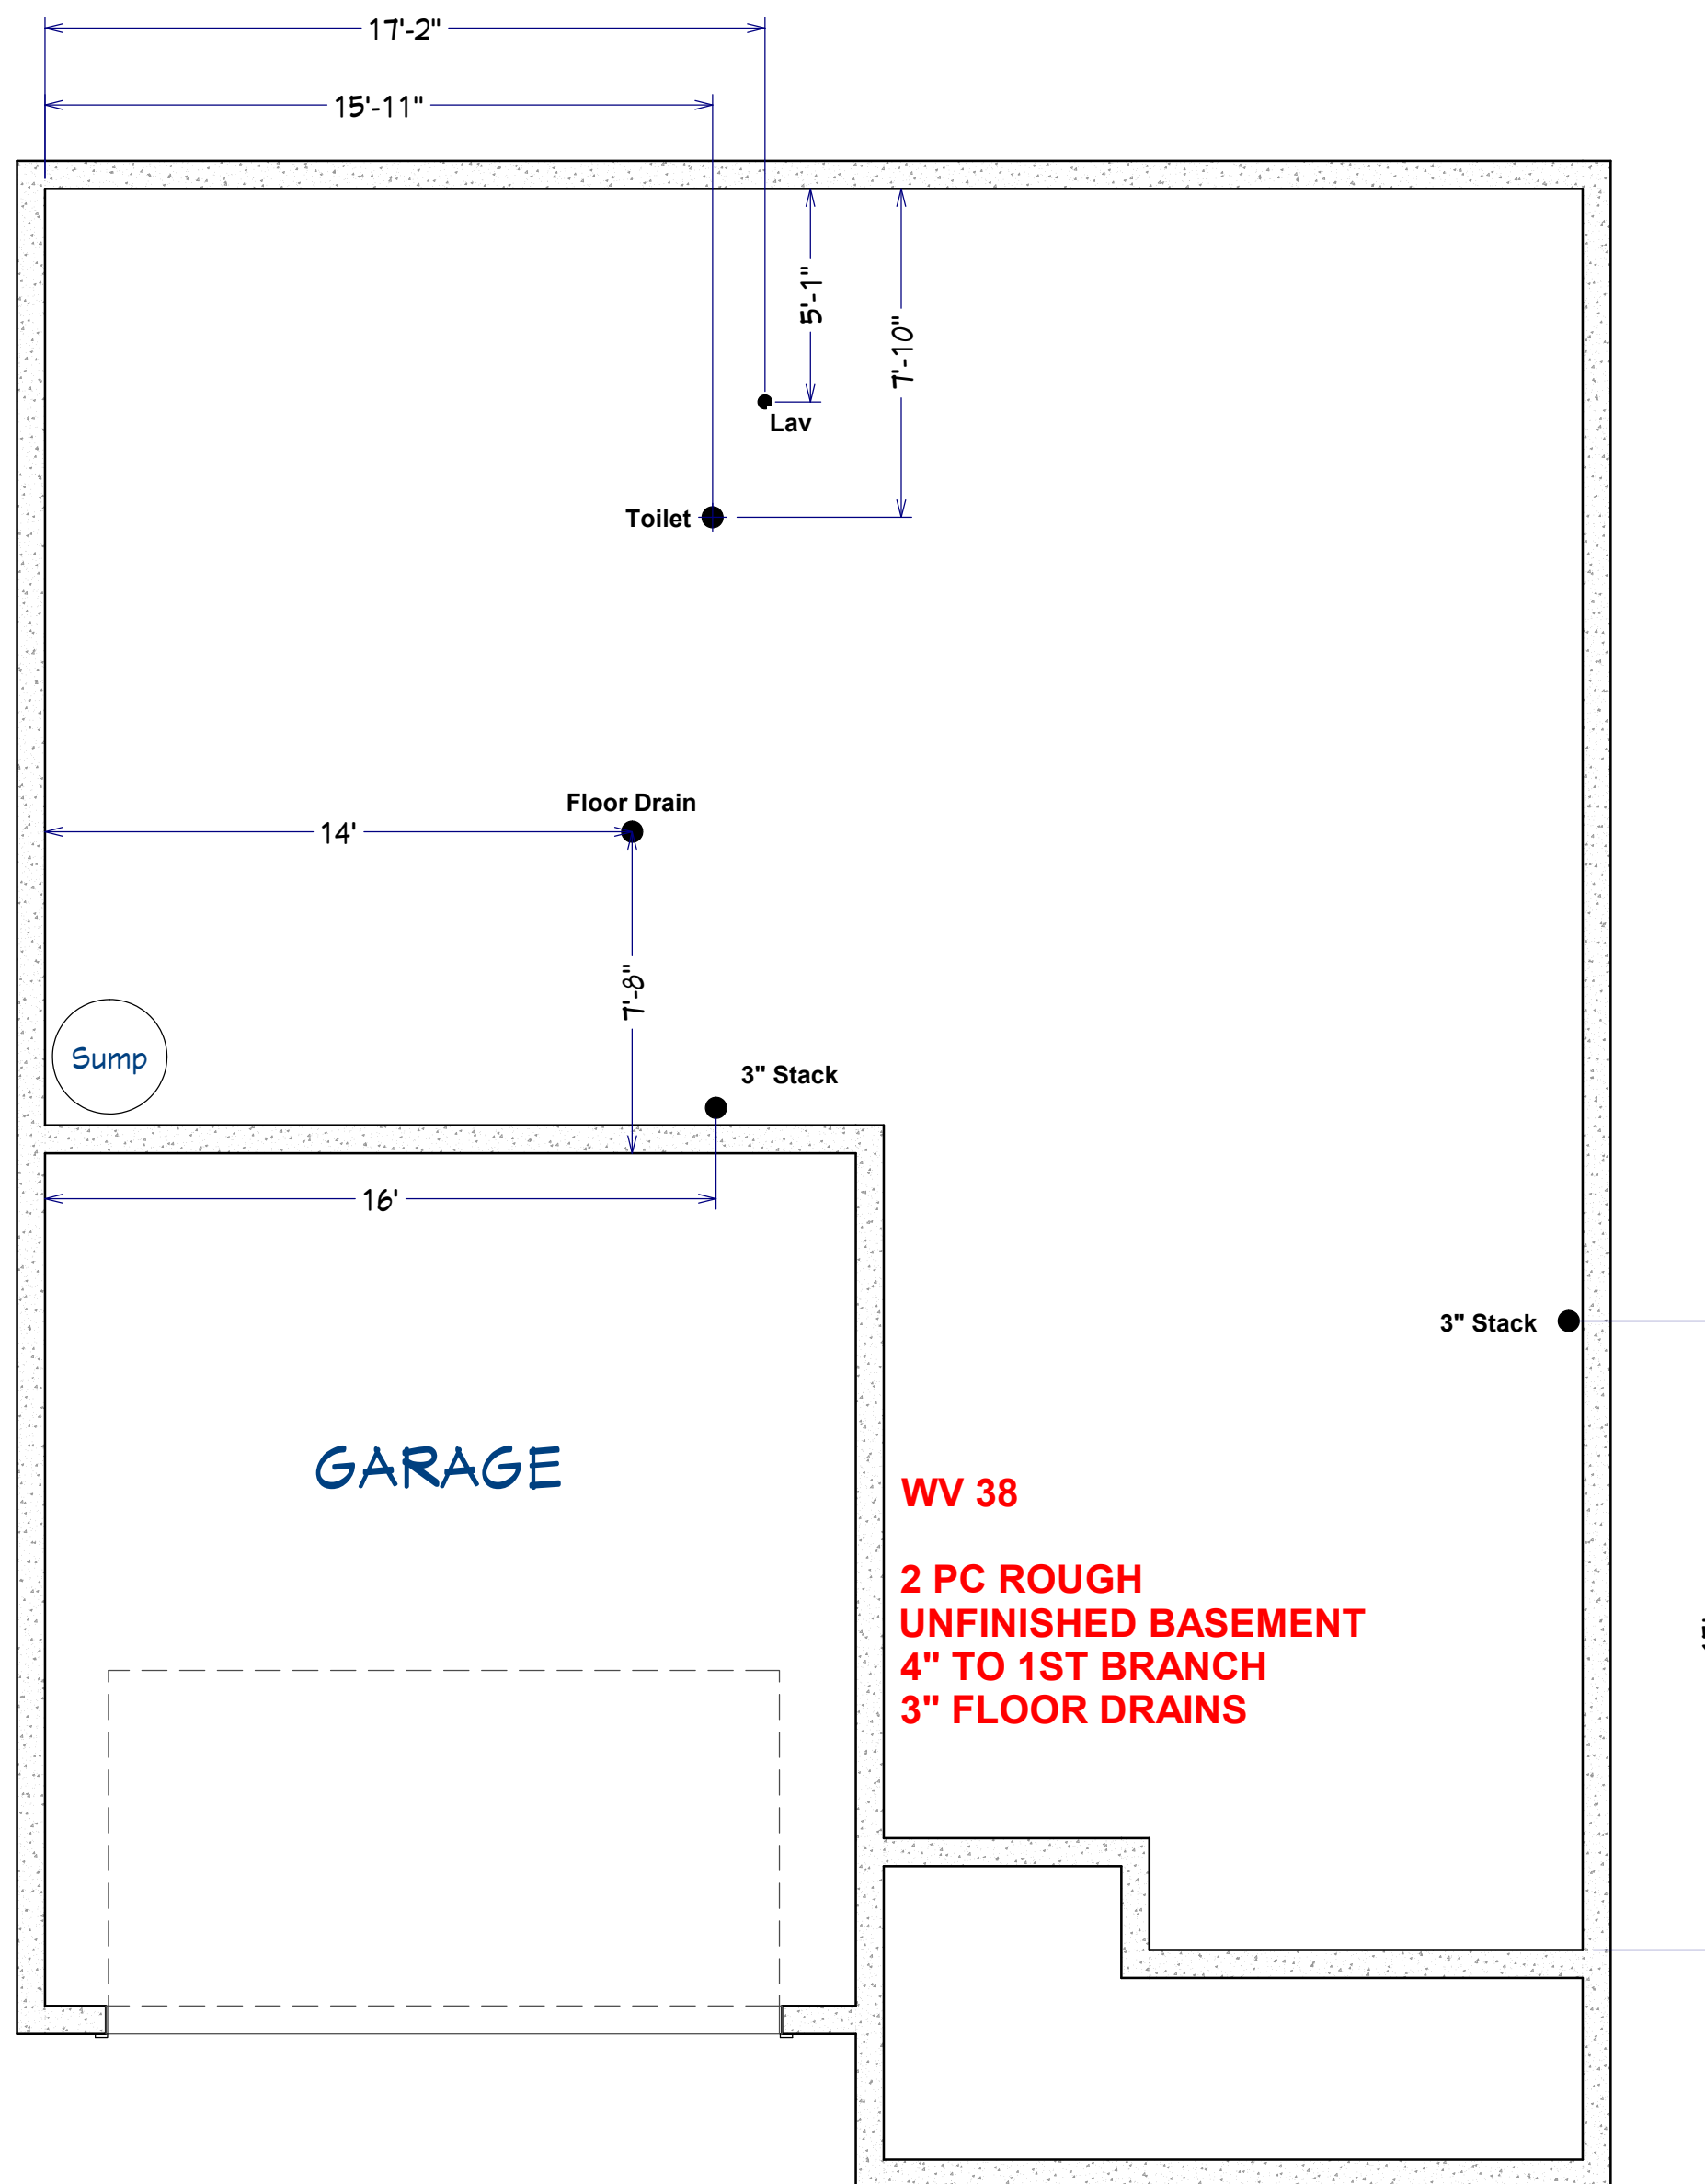 17'-2"
15'-11"
5'-1"
7'-10"
Lav
Toilet
Floor Drain
14'
7'-8"
Sump
3" Stack
16'
3" Stack
GARAGE
WV 38
2 PC ROUGH
UNFINISHED BASEMENT
4" TO 1ST BRANCH
3" FLOOR DRAINS